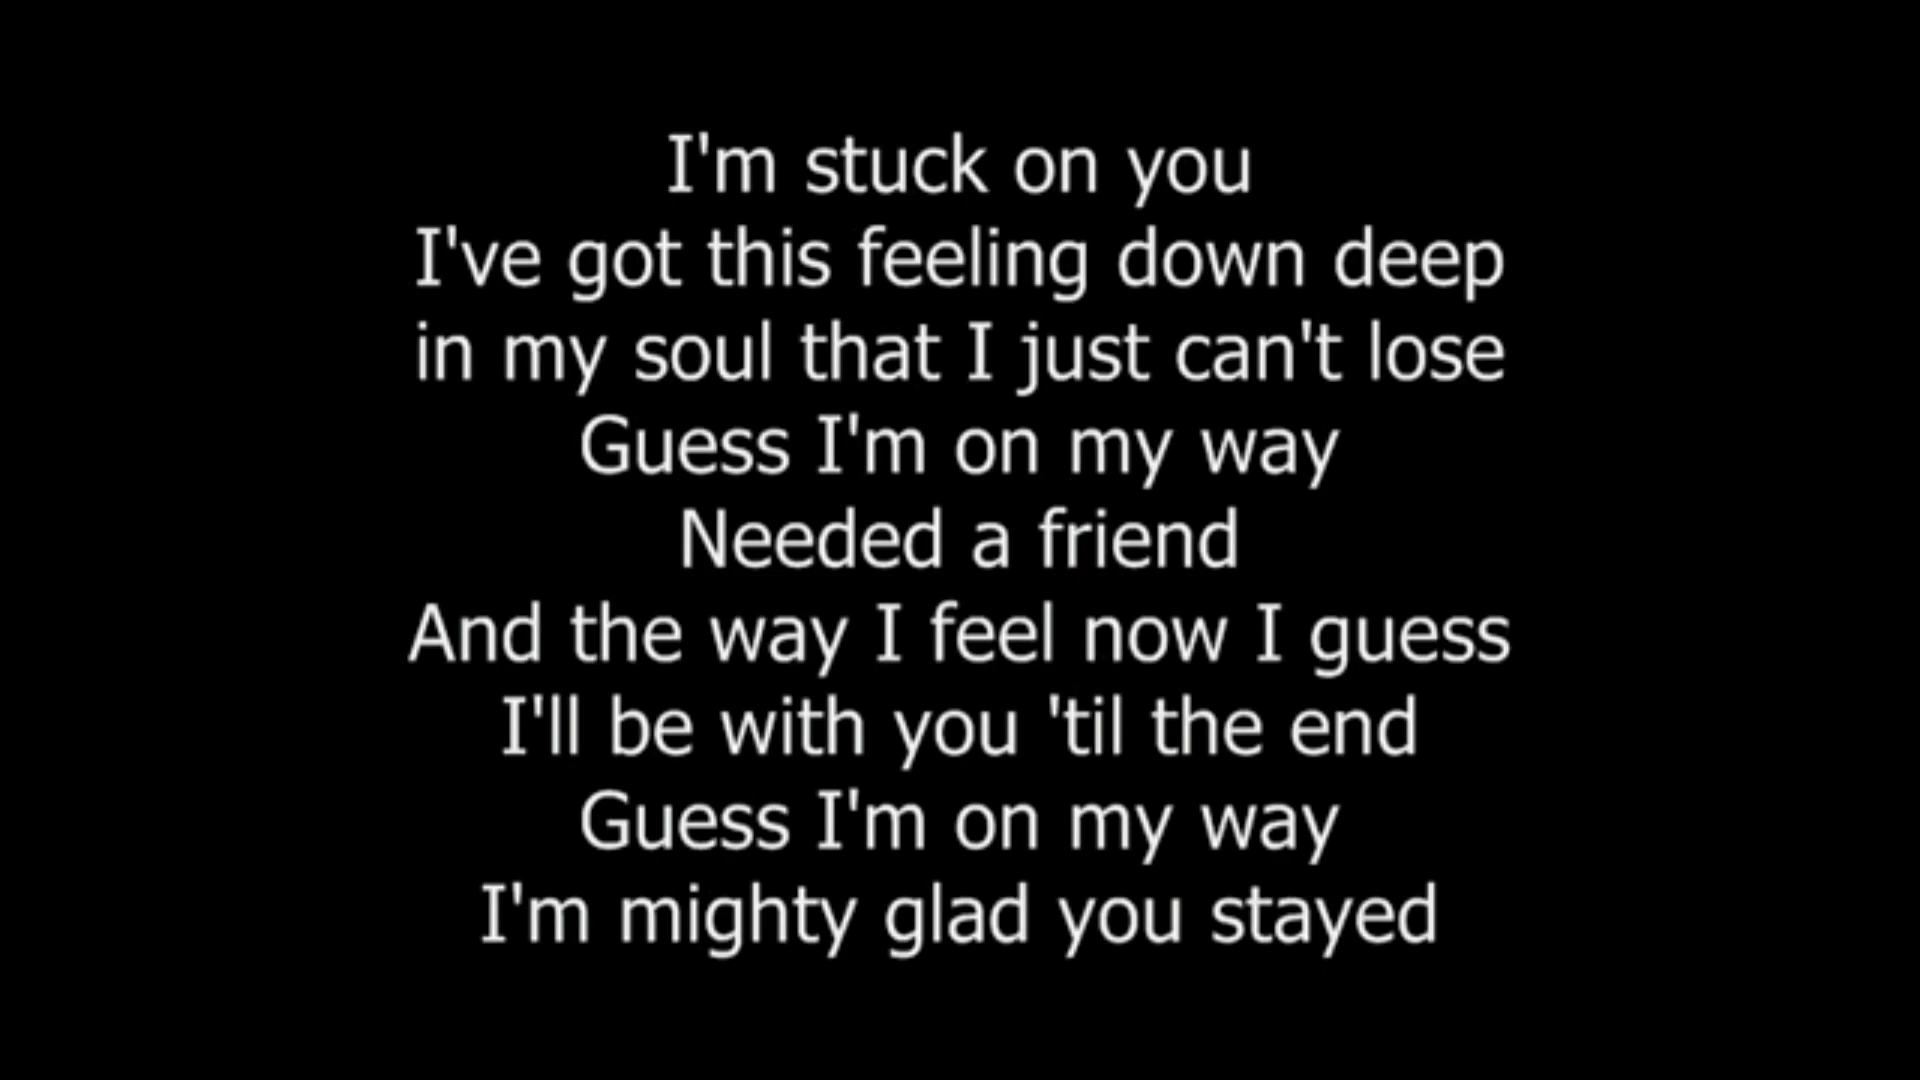 I'm stuck on you
I've got this feeling down deep
in my soul that I just can't lose
Guess I'm on my way
Needed a friend
And the way I feel now I guess
I'll be with you 'til the end
Guess I'm on my way
I'm mighty glad you stayed